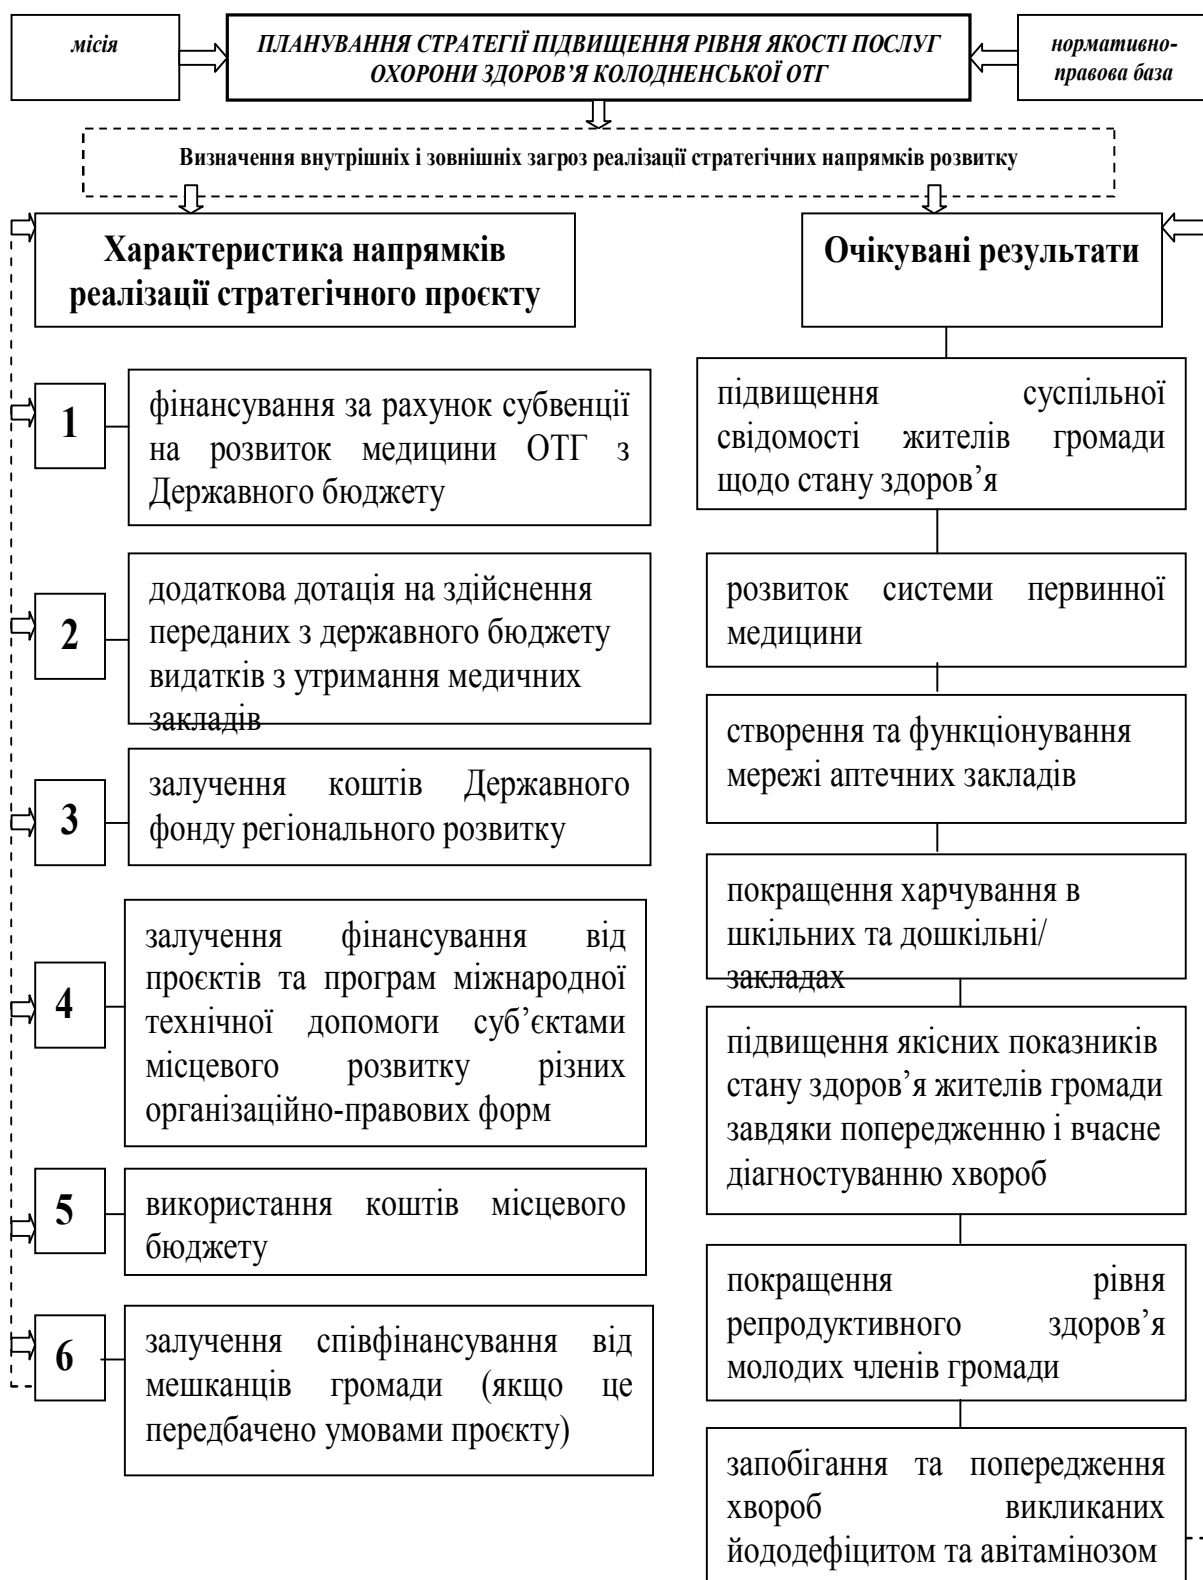 місія
ПЛАНУВАННЯ СТРАТЕГІЇ ПІДВИЩЕННЯ РІВНЯ ЯКОСТІ ПОСЛУГ
ОХОРОНИ ЗДОРОВ’Я КОЛОДНЕНСЬКОЇ ОТГ
нормативно-
правова база
Визначення внутрішніх і зовнішніх загроз реалізації стратегічних напрямків розвитку
Характеристика напрямків
реалізації стратегічного проєкту
1
фінансування за рахунок субвенції
на розвиток медицини ОТГ з
Державного бюджету
2
додаткова дотація на здійснення
переданих з державного бюджету
видатків з утримання медичних
закладів
3
залучення коштів Державного
фонду регіонального розвитку
4
залучення фінансування від
проєктів та програм міжнародної
технічної допомоги суб’єктами
місцевого розвитку різних
організаційно-правових форм
5
використання коштів місцевого
бюджету
6
залучення співфінансування від
мешканців громади (якщо це
передбачено умовами проєкту)
Очікувані результати
підвищення суспільної
свідомості жителів громади
щодо стану здоров’я
розвиток системи первинної
медицини
створення та функціонування
мережі аптечних закладів
покращення харчування в
шкільних та дошкільні/
закладах
підвищення якісних показників
стану здоров’я жителів громади
завдяки попередженню і вчасне
діагностуванню хвороб
покращення рівня
репродуктивного здоров’я
молодих членів громади
запобігання та попередження
хвороб викликаних
йододефіцитом та авітамінозом